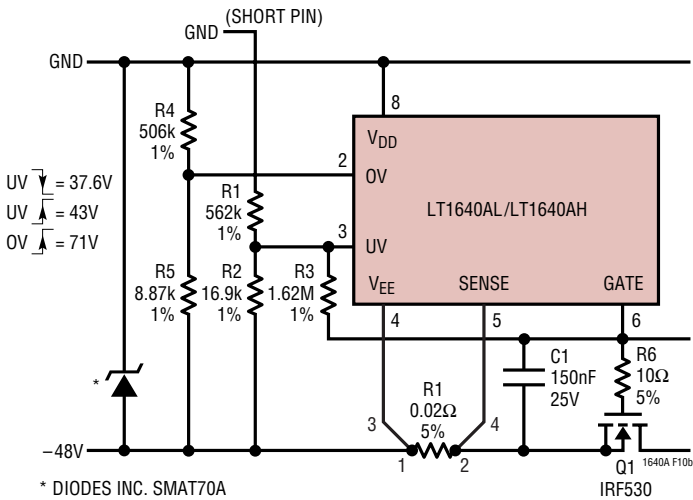 (SHORT PIN)
GND
GND
R4
506k
1%
8
VDD
2
OV
UV = 37.6V
UV = 43V
OV = 71V
R1
562k
1%
LT1640AL/LT1640AH
3
UV
R5
8.87k
1%
R2
16.9k
1%
R3
1.62M
1%
VEE
SENSE
GATE
4
5
6
C1
150nF
25V
R6
10Ω
5%
*
R1
0.02Ω
5%
3
4
−48V
1
2
Q1
IRF530
1640A F10b
* DIODES INC. SMAT70A